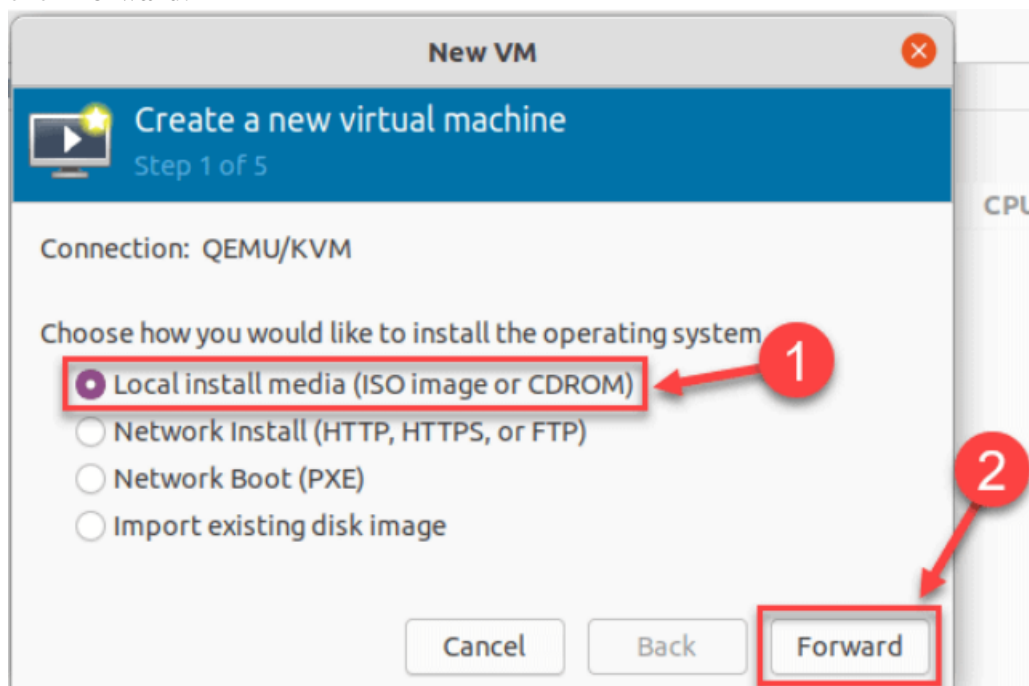 New VM
Create a new virtual machine
Step 1 of 5
CPU
Connection: QEMU/KVM
Choose how you would like to install the operating system
1
Local install media (ISO image or CDROM)
Network Install (HTTP, HTTPS, or FTP)
Network Boot (PXE)
2
Import existing disk image
Cancel Back Forward